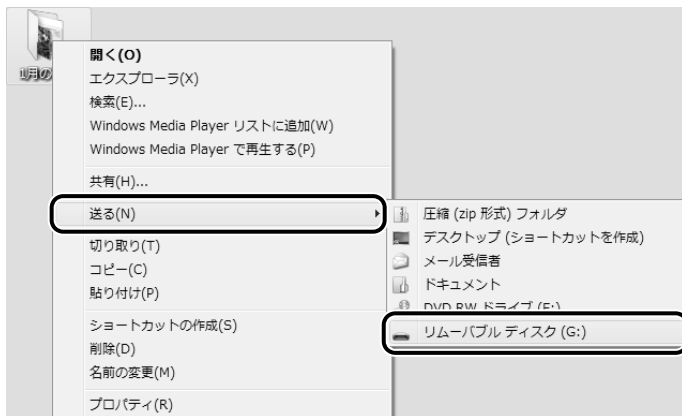 1月の
開く(O)
エクスプローラ(X)
検索(E)...
Windows Media Player リストに追加(W)
Windows Media Player で再生する(P)
共有(H)...
送る(N)
切り取り(T)
コピー(C)
貼り付け(P)
ショートカットの作成(S)
削除(D)
名前の変更(M)
プロパティ(R)
圧縮 (zip 形式) フォルダ
デスクトップ (ショートカットを作成)
メール受信者
ドキュメント
DVD RW ドライブ (F:)
リムーバブル ディスク (G:)